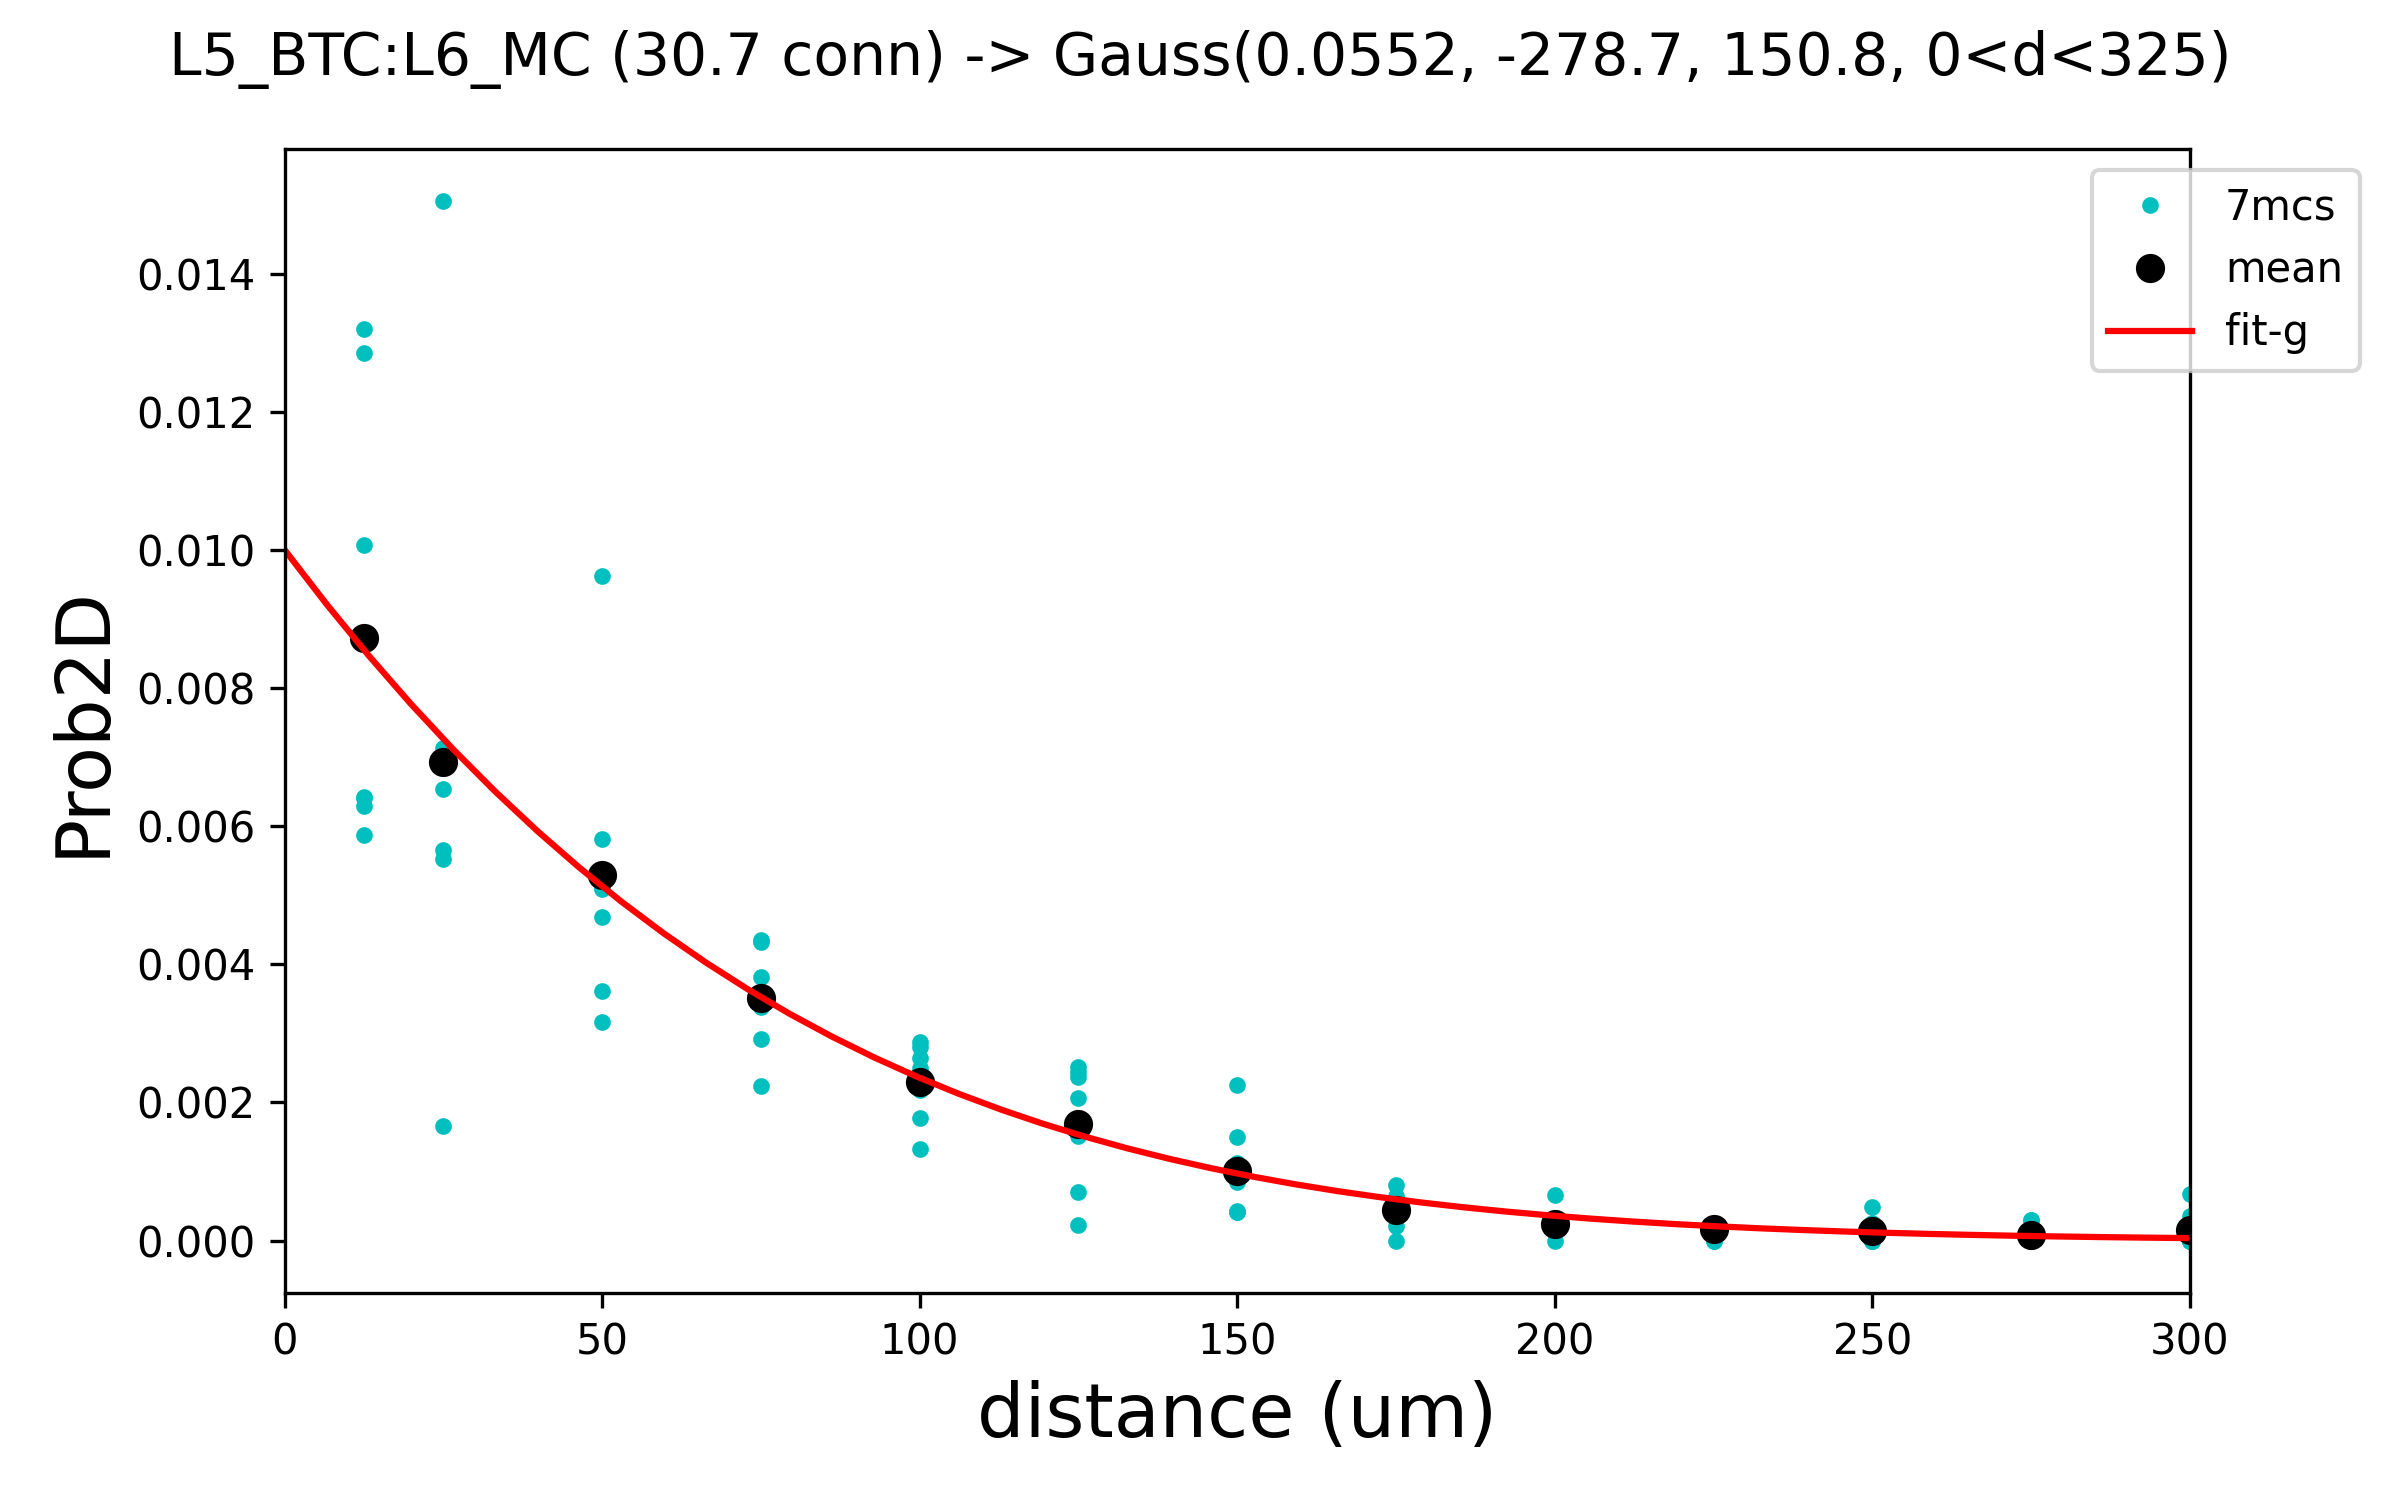 L5_BTC:L6_MC (30.7 conn) -> Gauss(0.0552, -278.7, 150.8, 0<d<325)
7mcs
mean
fit-g
0.014
0.012
0.010
0.008
0.006
0.004
0.002
0.000
Prob2D
0 50 100 150 200 250 300
distance (um)